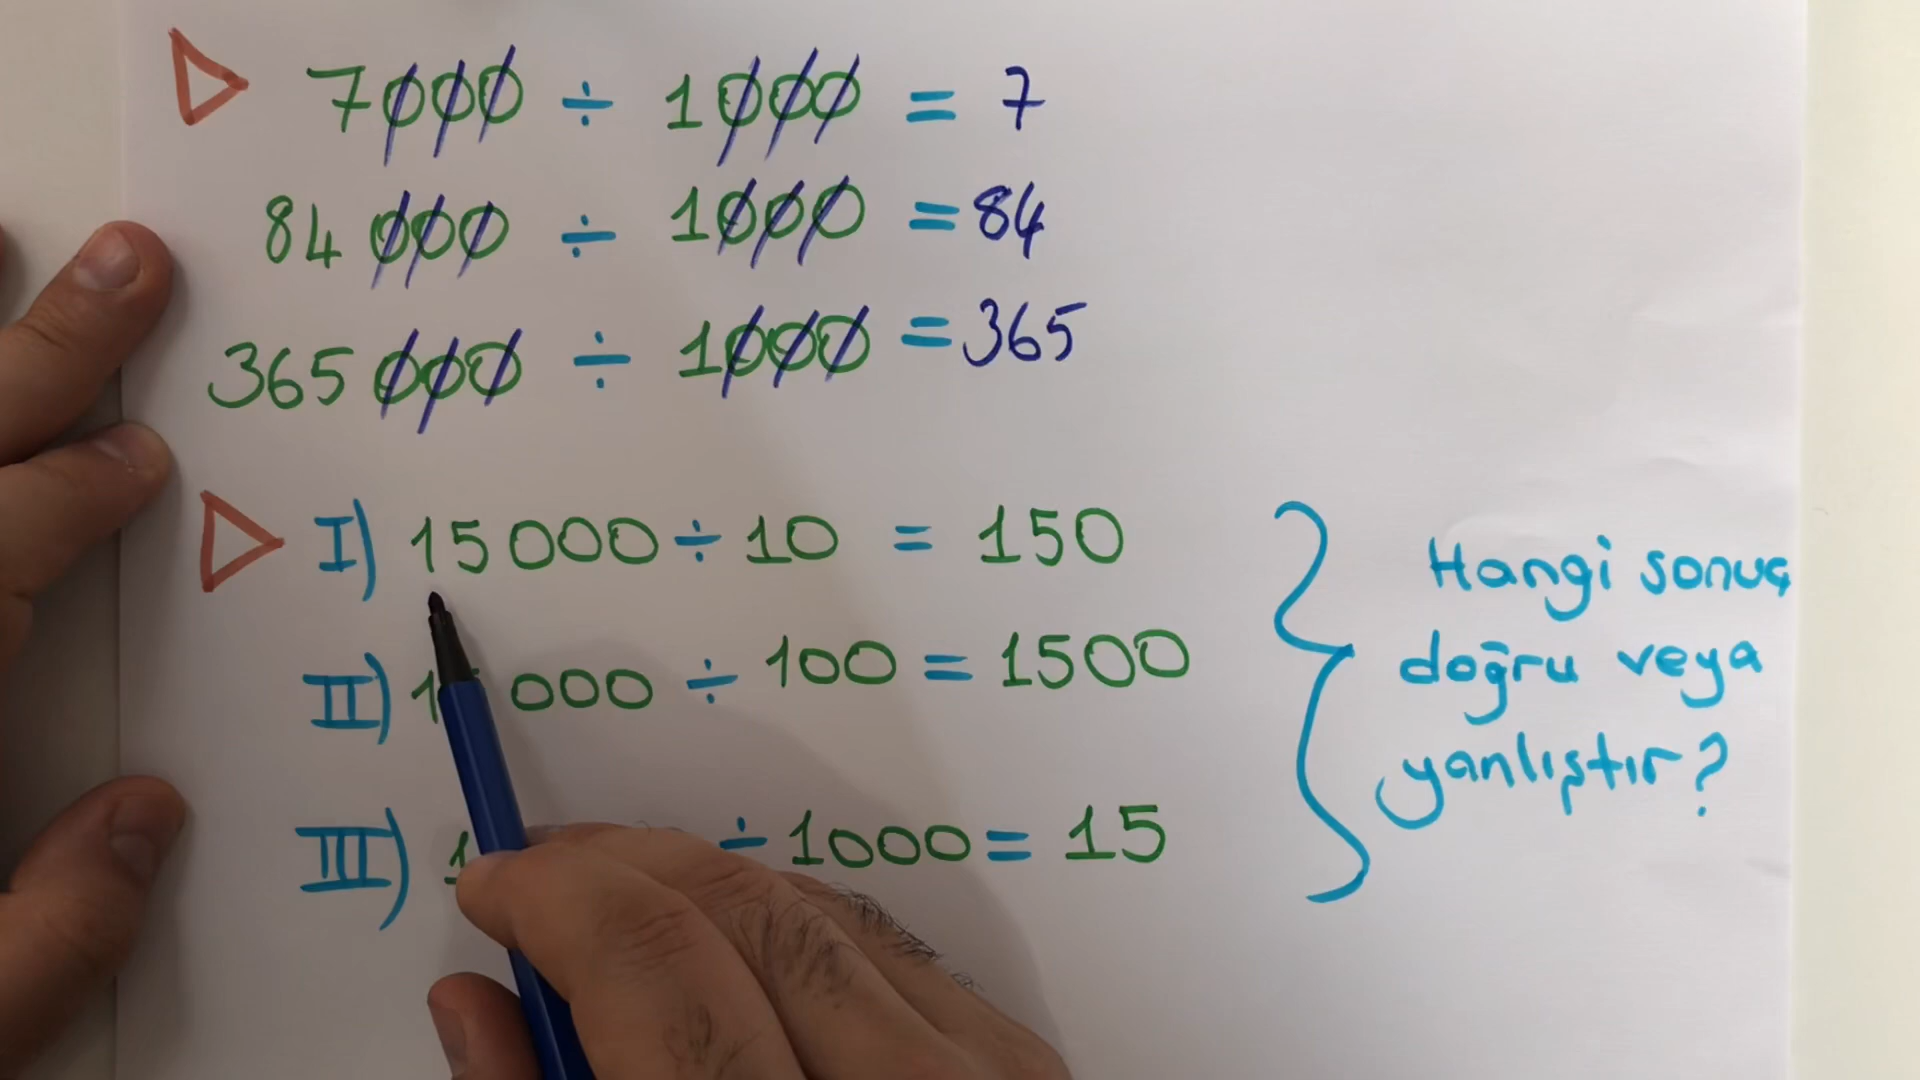 7000 ÷ 1000 = 7
84 000 ÷ 1000 = 84
365 000 ÷ 1000 = 365
I) 15 000 ÷ 10 = 150
II) 000 ÷ 100 = 1500
III) ÷ 1000 = 15
Hangi sonuç
doğru veya
yanlıştır?